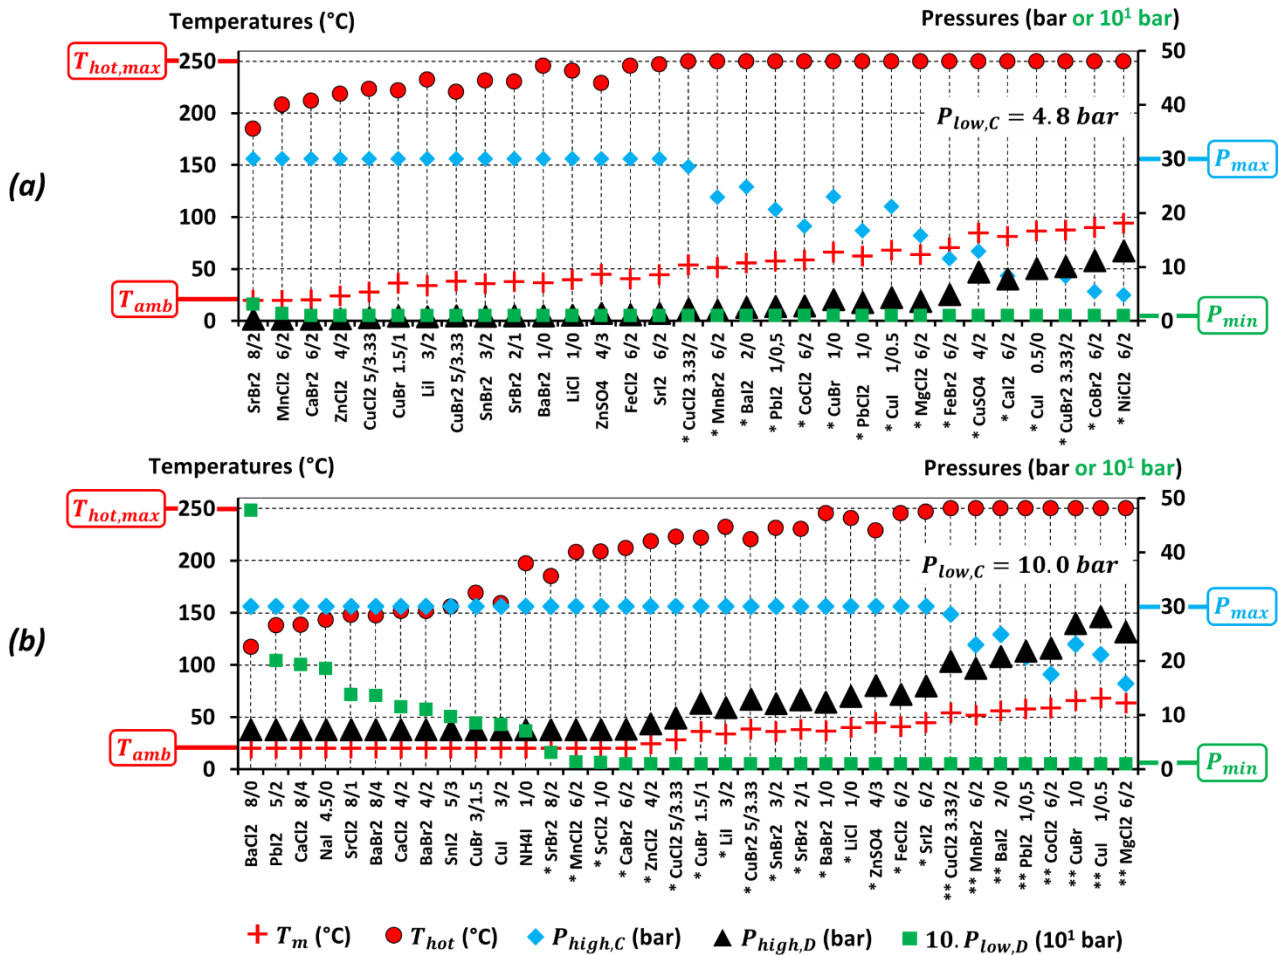 Temperatures (°C)
Pressures (bar or 10¹ bar)
(a)
T_hot,max
250
200
150
100
50
0
T_amb
50
40
30
20
10
0
P_max
P_min
P_low,C = 4.8 bar
SrBr2 8/2
MnCl2 6/2
CaBr2 6/2
ZnCl2 4/2
CuCl2 5/3.33
CuBr 1.5/1
LiI 3/2
CuBr2 5/3.33
SnBr2 3/2
SrBr2 2/1
BaBr2 1/0
LiCl 1/0
ZnSO4 4/3
FeCl2 6/2
SrI2 6/2
* CuCl2 3.33/2
* MnBr2 6/2
* BaI2 2/0
* PbI2 1/0,5
* CoCl2 6/2
* CuBr 1/0
* PbCl2 1/0
* CuI 1/0.5
* MgCl2 6/2
* FeBr2 6/2
* CuSO4 4/2
* CaI2 6/2
* CuI 0.5/0
* CuBr2 3.33/2
* CoBr2 6/2
* NiCl2 6/2
Temperatures (°C)
Pressures (bar or 10¹ bar)
(b)
T_hot,max
250
200
150
100
50
0
T_amb
50
40
30
20
10
0
P_max
P_min
P_low,C = 10.0 bar
BaCl2 8/0
PbI2 5/2
CaCl2 8/4
NaI 4.5/0
SrCl2 8/1
BaBr2 8/4
CaCl2 4/2
BaBr2 4/2
SnI2 5/3
CuBr 3/1.5
CuI 3/2
NH4I 1/0
* SrBr2 8/2
* MnCl2 6/2
* SrCl2 1/0
* CaBr2 6/2
* ZnCl2 4/2
* CuCl2 5/3.33
* CuBr 1.5/1
* LiI 3/2
* CuBr2 5/3.33
* SnBr2 3/2
* SrBr2 2/1
* BaBr2 1/0
* LiCl 1/0
* ZnSO4 4/3
* FeCl2 6/2
* SrI2 6/2
** CuCl2 3.33/2
** MnBr2 6/2
** BaI2 2/0
** PbI2 1/0,5
** CoCl2 6/2
** CuBr 1/0
** CuI 1/0.5
** MgCl2 6/2
T_m (°C) T_hot (°C) P_high,C (bar) P_high,D (bar) 10. P_low,D (10¹ bar)